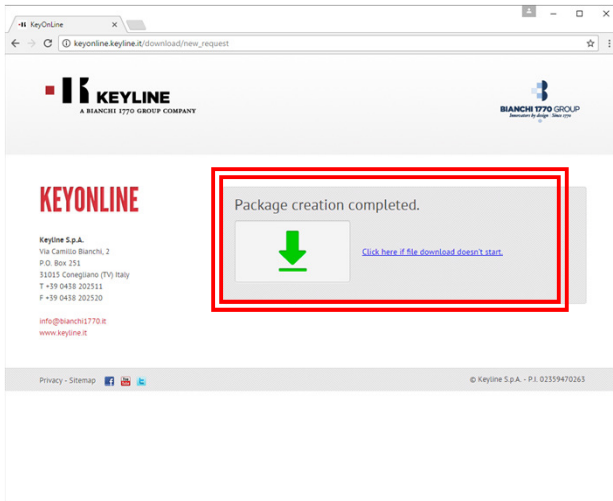 KeyOnLine
keyonline.keyline.it/download/new_request
KEYLINE
A BIANCHI 1770 GROUP COMPANY
BIANCHI 1770 GROUP
Innovators by design · Since 1770
KEYONLINE
Keyline S.p.A.
Via Camillo Bianchi, 2
P.O. Box 251
31015 Conegliano (TV) Italy
T +39 0438 202511
F +39 0438 202520
info@bianchi1770.it
www.keyline.it
Package creation completed.
Click here if file download doesn't start.
Privacy - Sitemap
© Keyline S.p.A. - P.I. 02359470263